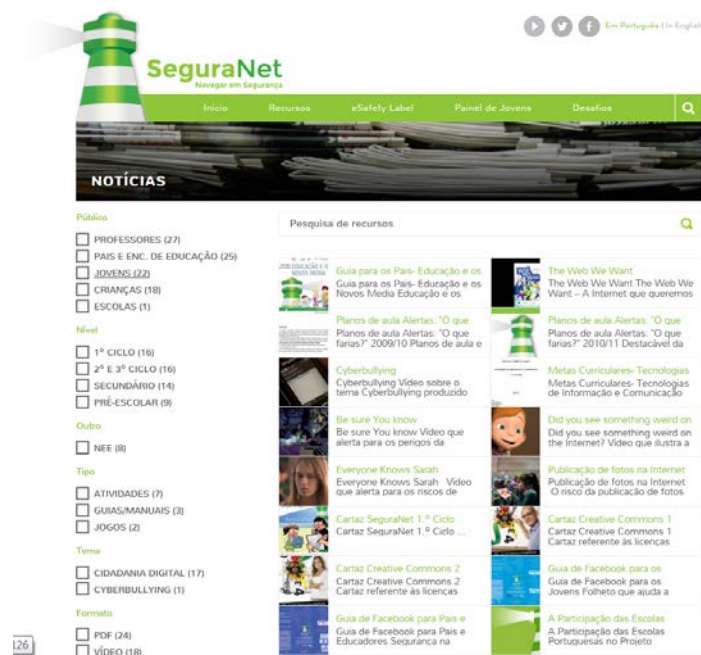 Em Português | In English
SeguraNet
Navegar em Segurança
Início
Recursos
eSafety Label
Painel de Jovens
Desafios
NOTÍCIAS
Público
PROFESSORES (27)
PAIS E ENC. DE EDUCAÇÃO (25)
JOVENS (22)
CRIANÇAS (18)
ESCOLAS (1)
Nível
1º CICLO (16)
2º E 3º CICLO (16)
SECUNDÁRIO (14)
PRÉ-ESCOLAR (9)
Outro
NEE (8)
Tipo
ATIVIDADES (7)
GUIAS/MANUAIS (3)
JOGOS (2)
Tema
CIDADANIA DIGITAL (17)
CYBERBULLYING (1)
Formato
PDF (24)
VÍDEO (18)
126
Pesquisa de recursos
Guia para os Pais- Educação e os
Guia para os Pais- Educação e os
Novos Media Educação e os
The Web We Want
The Web We Want The Web We
Want – A Internet que queremos
Planos de aula Alertas: "O que
Planos de aula Alertas: "O que
farias?" 2009/10 Planos de aula e
Planos de aula Alertas: "O que
Planos de aula Alertas: "O que
farias?" 2010/11 Destacável da
Cyberbullying
Cyberbullying Vídeo sobre o
tema Cyberbullying produzido
Metas Curriculares- Tecnologias
Metas Curriculares- Tecnologias
de Informação e Comunicação
Be sure You know
Be sure You know Video que
alerta para os perigos da
Did you see something weird on
Did you see something weird on
the Internet? Video que ilustra a
Everyone Knows Sarah
Everyone Knows Sarah Video
que alerta para os riscos de
Publicação de fotos na Internet
Publicação de fotos na Internet
O risco da publicação de fotos
Cartaz SeguraNet 1.º Ciclo
Cartaz SeguraNet 1.º Ciclo ...
Cartaz Creative Commons 1
Cartaz Creative Commons 1
Cartaz referente às licenças
Cartaz Creative Commons 2
Cartaz Creative Commons 2
Cartaz referente às licenças
Guia de Facebook para os
Guia de Facebook para os
Jovens Folheto que ajuda a
Guia de Facebook para Pais e
Guia de Facebook para Pais e
Educadores Segurança na
A Participação das Escolas
A Participação das Escolas
Portuguesas no Projeto